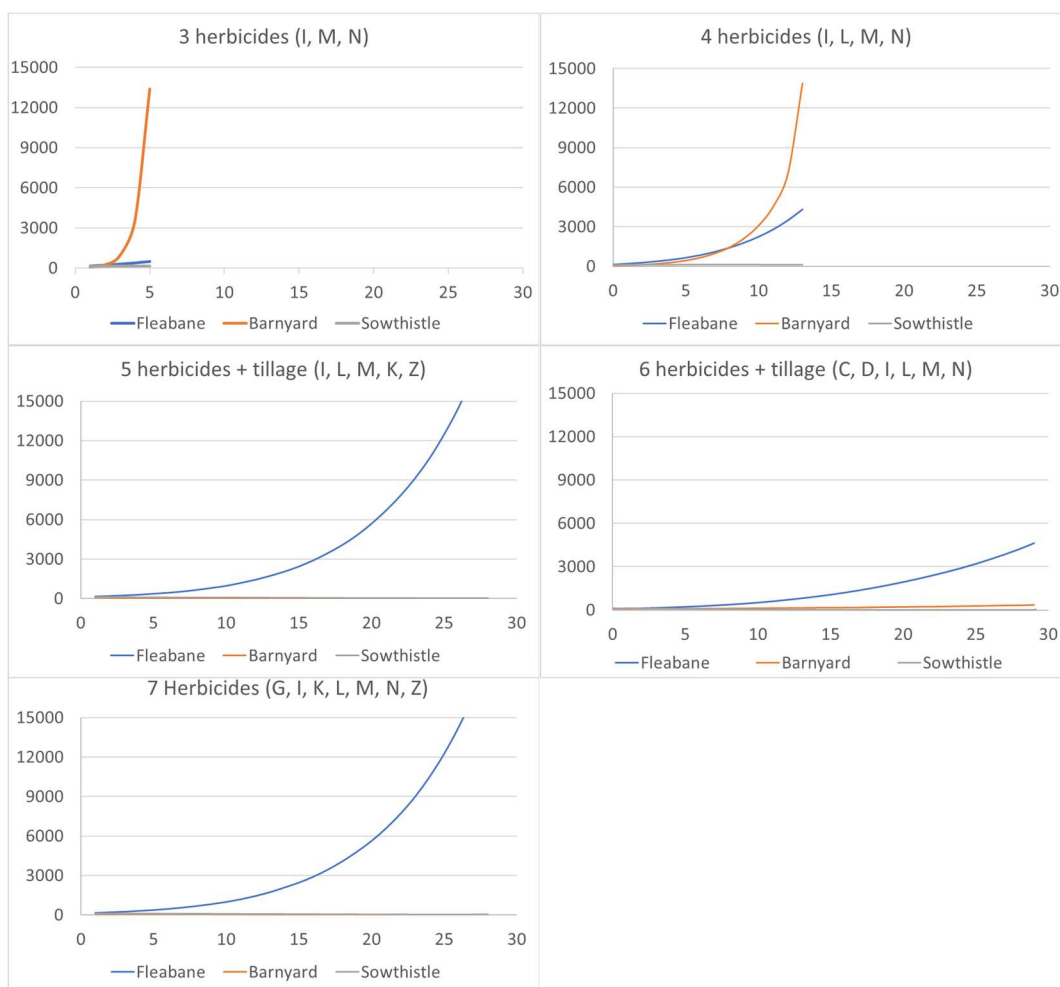 3 herbicides (I, M, N)
15000
12000
9000
6000
3000
0
0 5 10 15 20 25 30
Fleabane Barnyard Sowthistle
4 herbicides (I, L, M, N)
15000
12000
9000
6000
3000
0
0 5 10 15 20 25 30
Fleabane Barnyard Sowthistle
5 herbicides + tillage (I, L, M, K, Z)
15000
12000
9000
6000
3000
0
0 5 10 15 20 25 30
Fleabane Barnyard Sowthistle
6 herbicides + tillage (C, D, I, L, M, N)
15000
12000
9000
6000
3000
0
0 5 10 15 20 25 30
Fleabane Barnyard Sowthistle
7 Herbicides (G, I, K, L, M, N, Z)
15000
12000
9000
6000
3000
0
0 5 10 15 20 25 30
Fleabane Barnyard Sowthistle